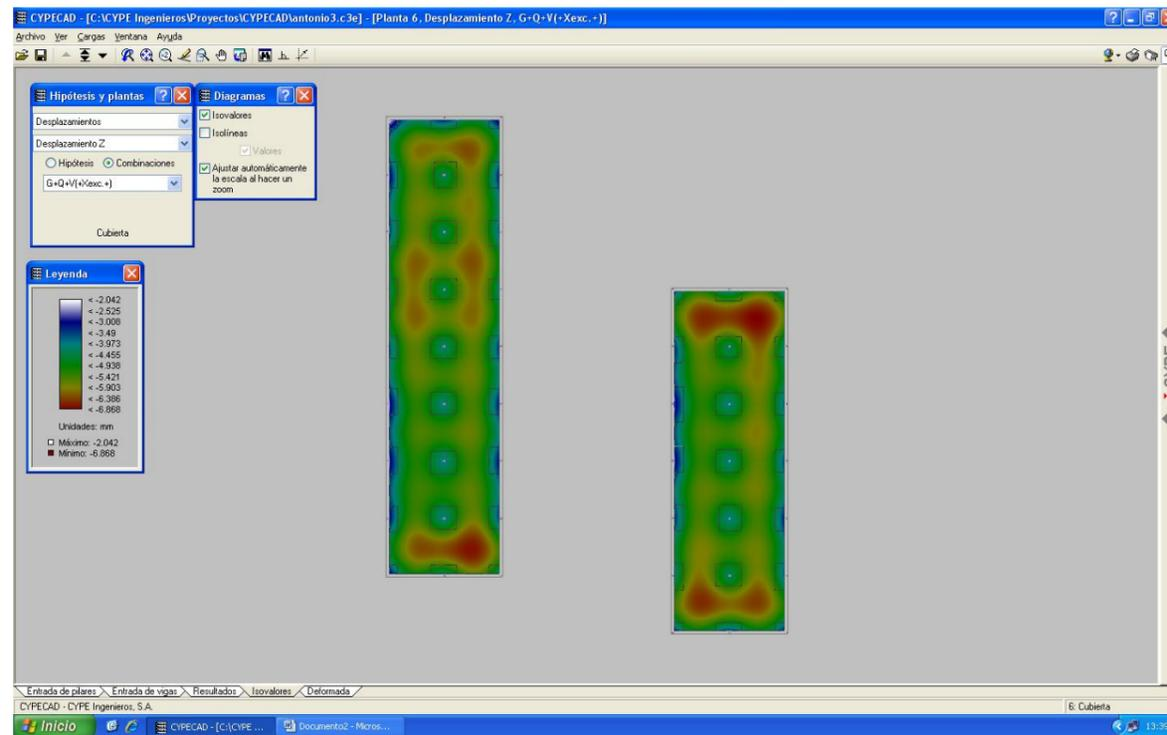 CYPECAD - [C:\CYPE Ingenieros\Proyectos\CYPECAD\antonio3.c3e] - [Planta 6, Desplazamiento Z, G+Q+V(+Xexc.+)]
Archivo Ver Cargas Ventana Ayuda
Hipótesis y plantas
Desplazamientos
Desplazamiento Z
Hipótesis Combinaciones
G+Q+V(+Xexc.+)
Cubierta
Diagramas
Isovalores
Isolíneas
Valores
Ajustar automáticamente
la escala al hacer un
zoom
Leyenda
< -2.042
< -2.525
< -3.008
< -3.49
< -3.973
< -4.455
< -4.938
< -5.421
< -5.903
< -6.386
< -6.868
Unidades: mm
Máximo: -2.042
Mínimo: -6.868
Entrada de pilares Entrada de vigas Resultados Isovalores Deformada
CYPECAD - CYPE Ingenieros, S.A.
6: Cubierta
Inicio
CYPECAD - [C:\CYPE ...
Documento2 - Micros...
13:39